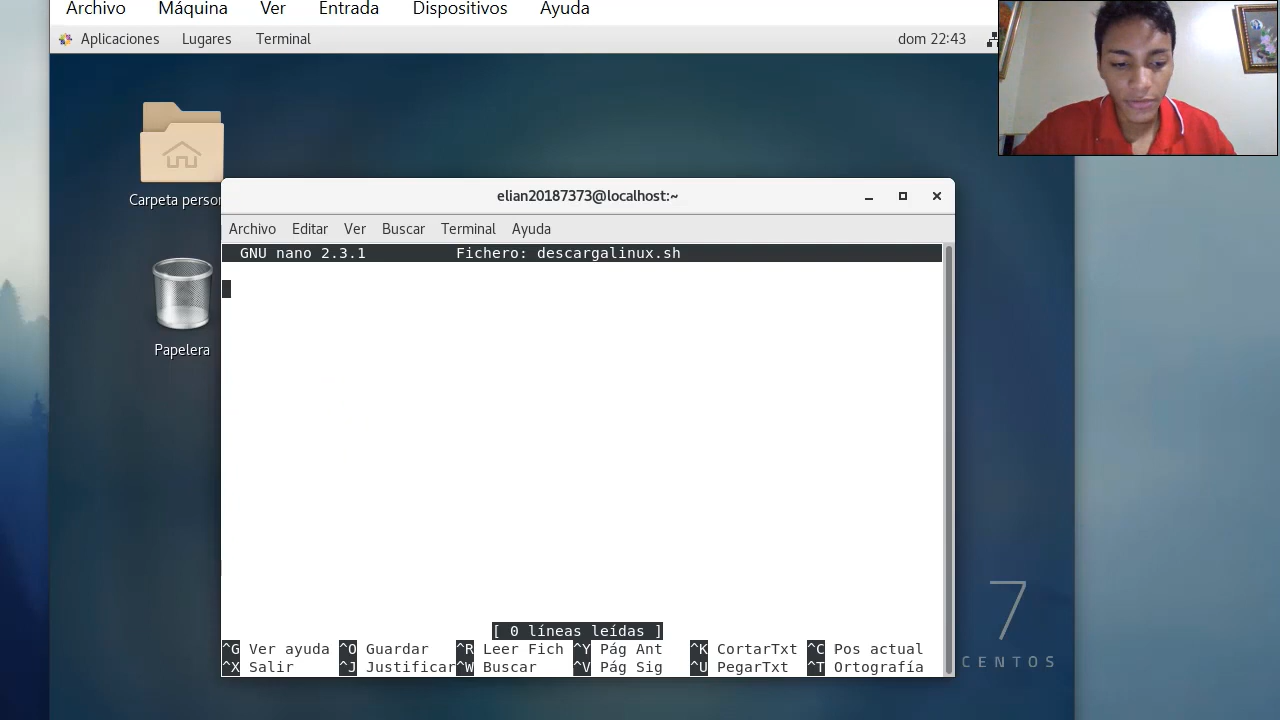 Archivo Máquina Ver Entrada Dispositivos Ayuda
Aplicaciones Lugares Terminal dom 22:43
Carpeta person
Papelera
elian20187373@localhost:~
Archivo Editar Ver Buscar Terminal Ayuda
GNU nano 2.3.1 Fichero: descargalinux.sh
[ 0 líneas leídas ]
^G Ver ayuda ^O Guardar ^R Leer Fich ^Y Pág Ant ^K CortarTxt ^C Pos actual
^X Salir ^J Justificar ^W Buscar ^V Pág Sig ^U PegarTxt ^T Ortografía
7
CENTOS